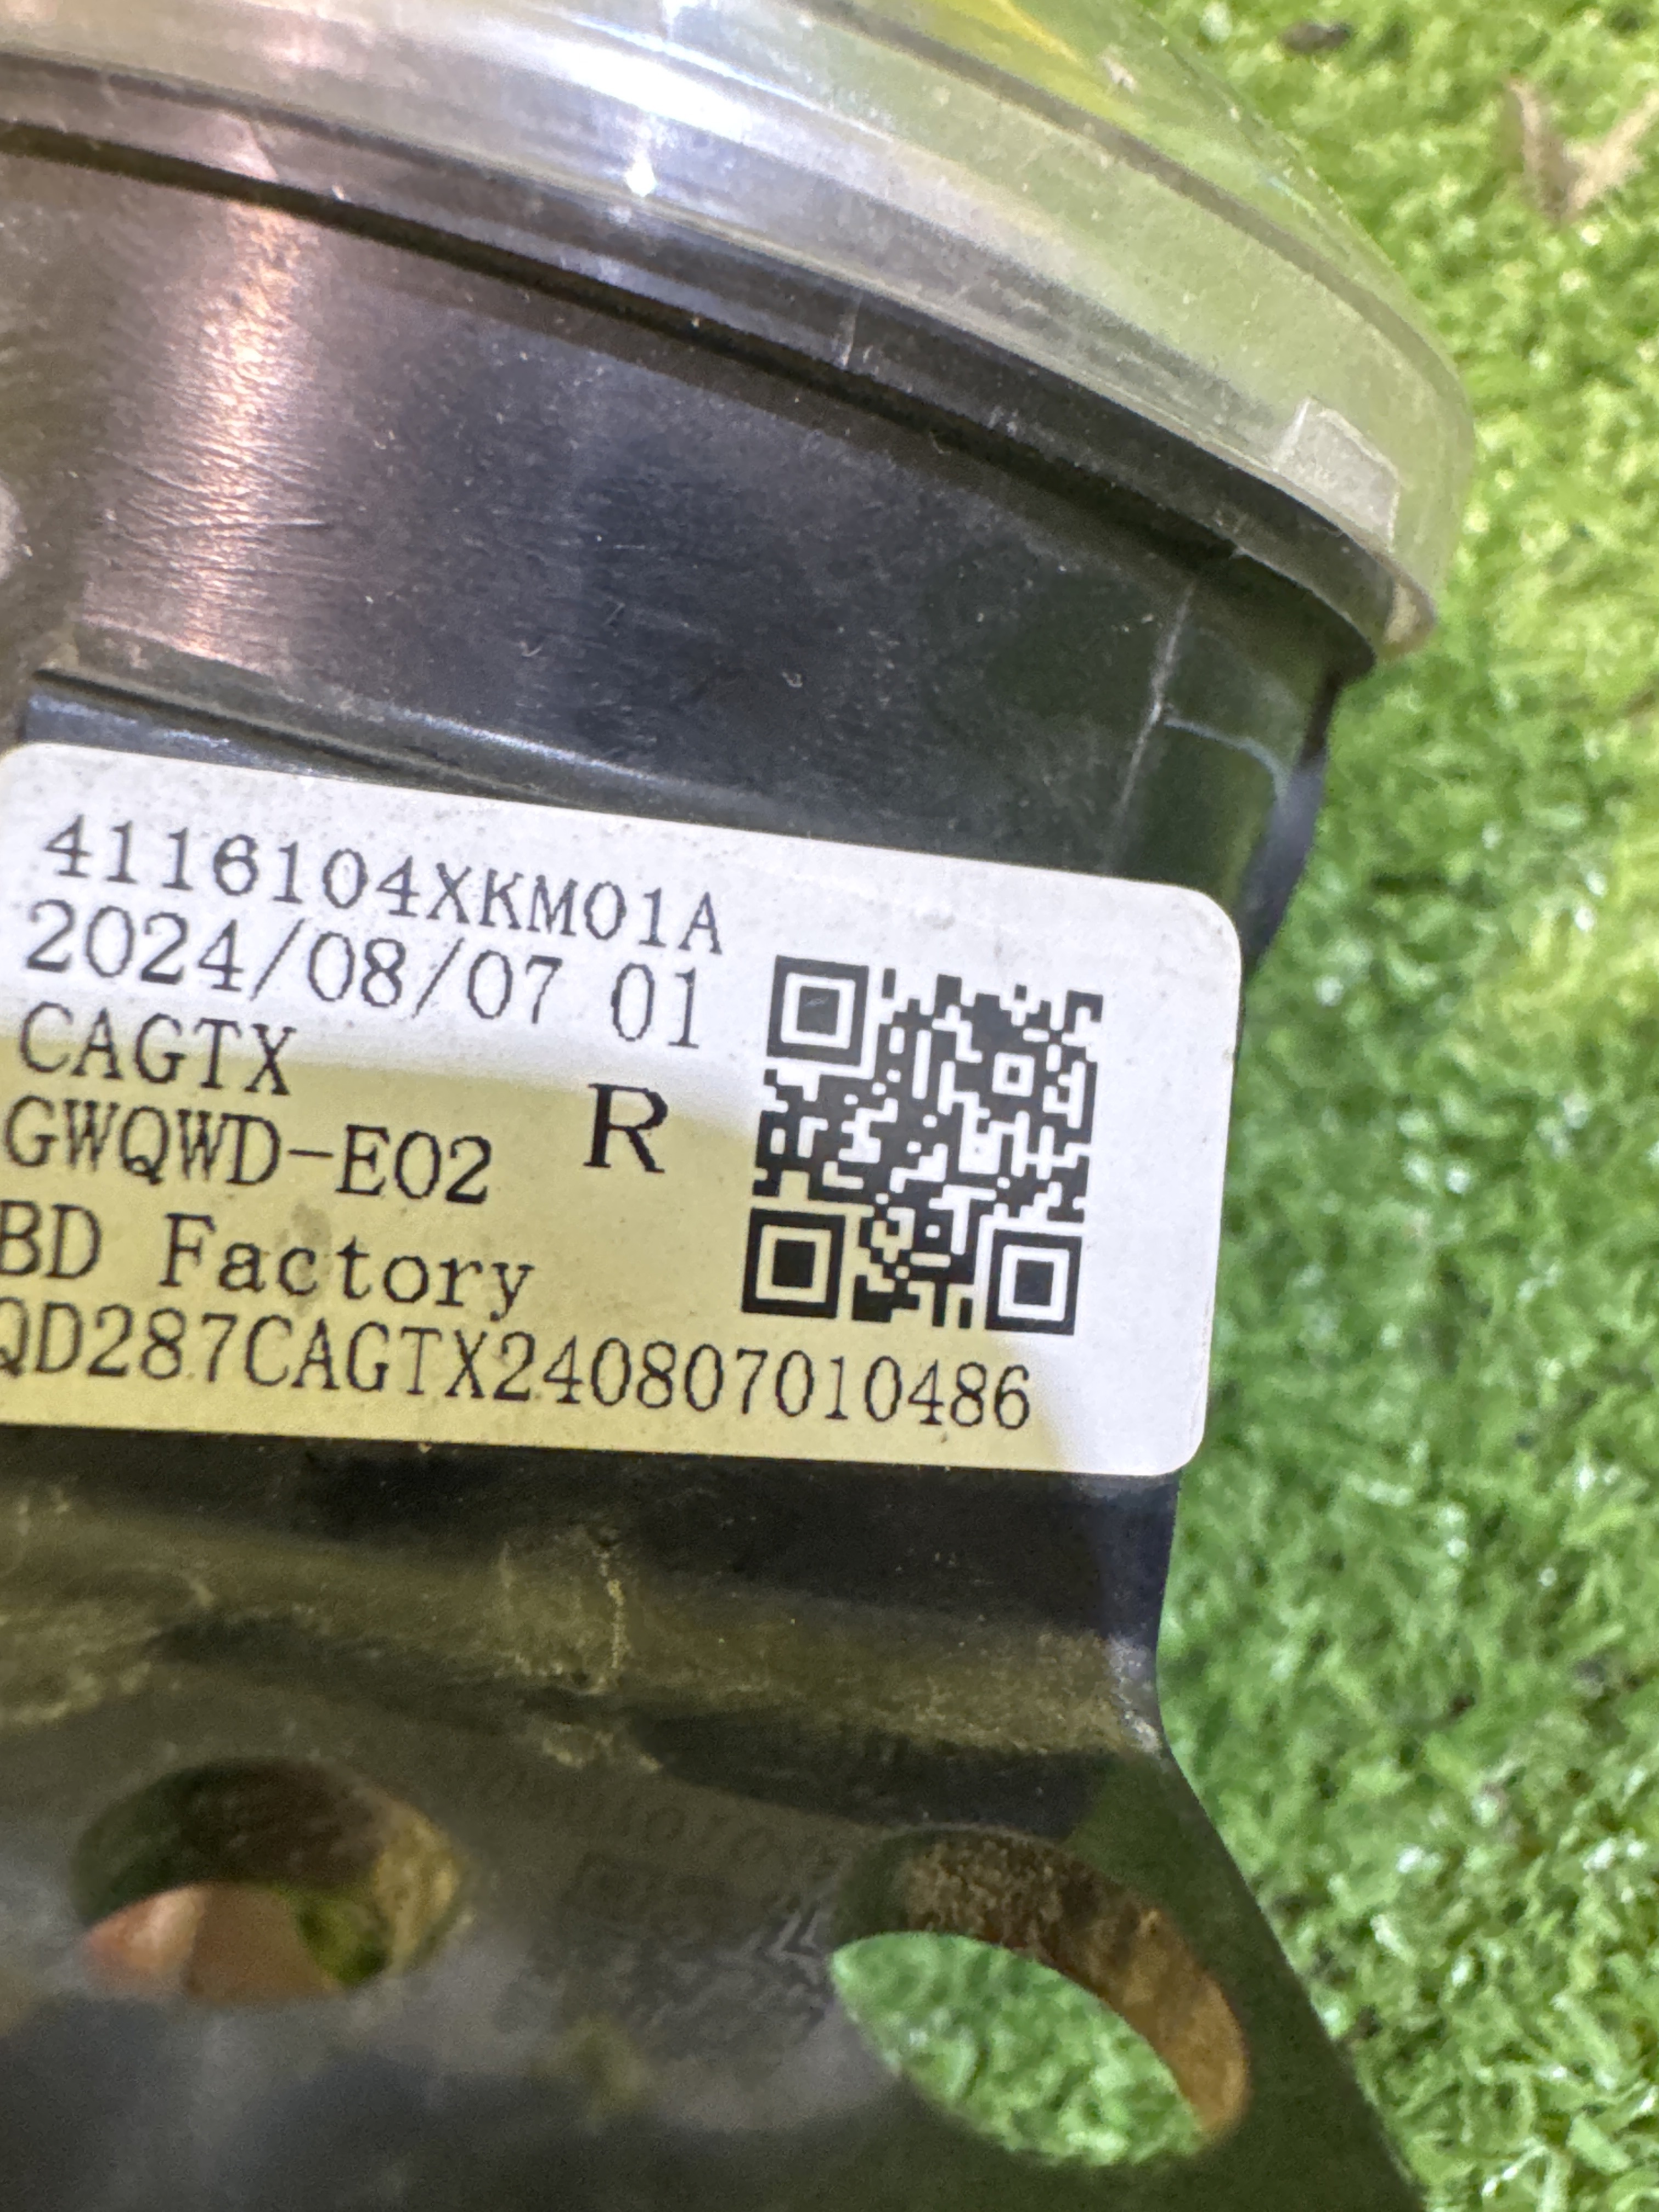 4116104XKM01A
2024/08/07 01
CAGTX
R
GWQWD-E02
BD Factory
QD287CAGTX240807010486